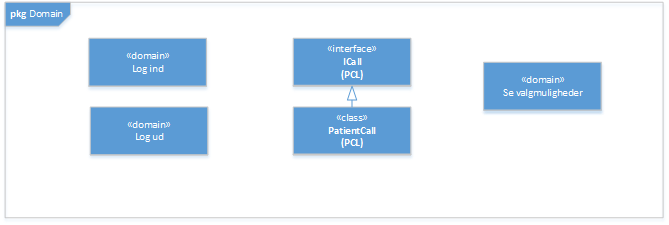 pkg Domain
«domain»
Log ind
«domain»
Log ud
«interface»
ICall
(PCL)
«class»
PatientCall
(PCL)
«domain»
Se valgmuligheder